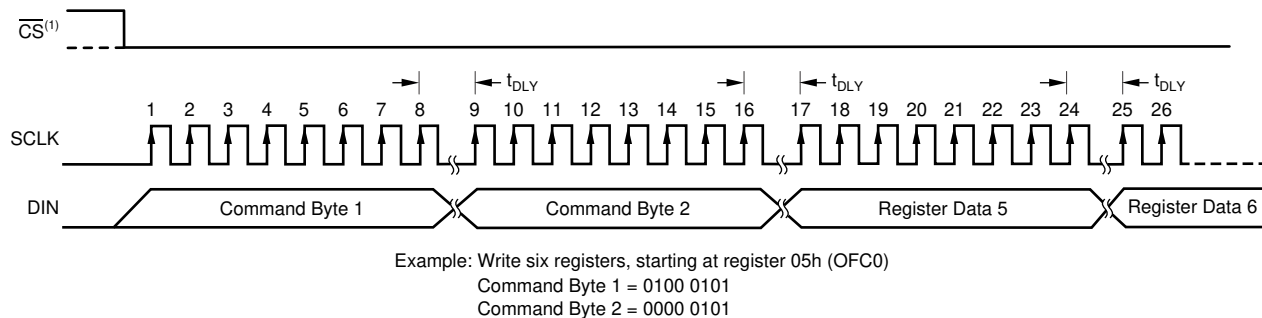 CS(1)
tDLY tDLY tDLY
1 2 3 4 5 6 7 8 9 10 11 12 13 14 15 16 17 18 19 20 21 22 23 24 25 26
SCLK
DIN Command Byte 1 Command Byte 2 Register Data 5 Register Data 6
Example: Write six registers, starting at register 05h (OFC0)
Command Byte 1 = 0100 0101
Command Byte 2 = 0000 0101